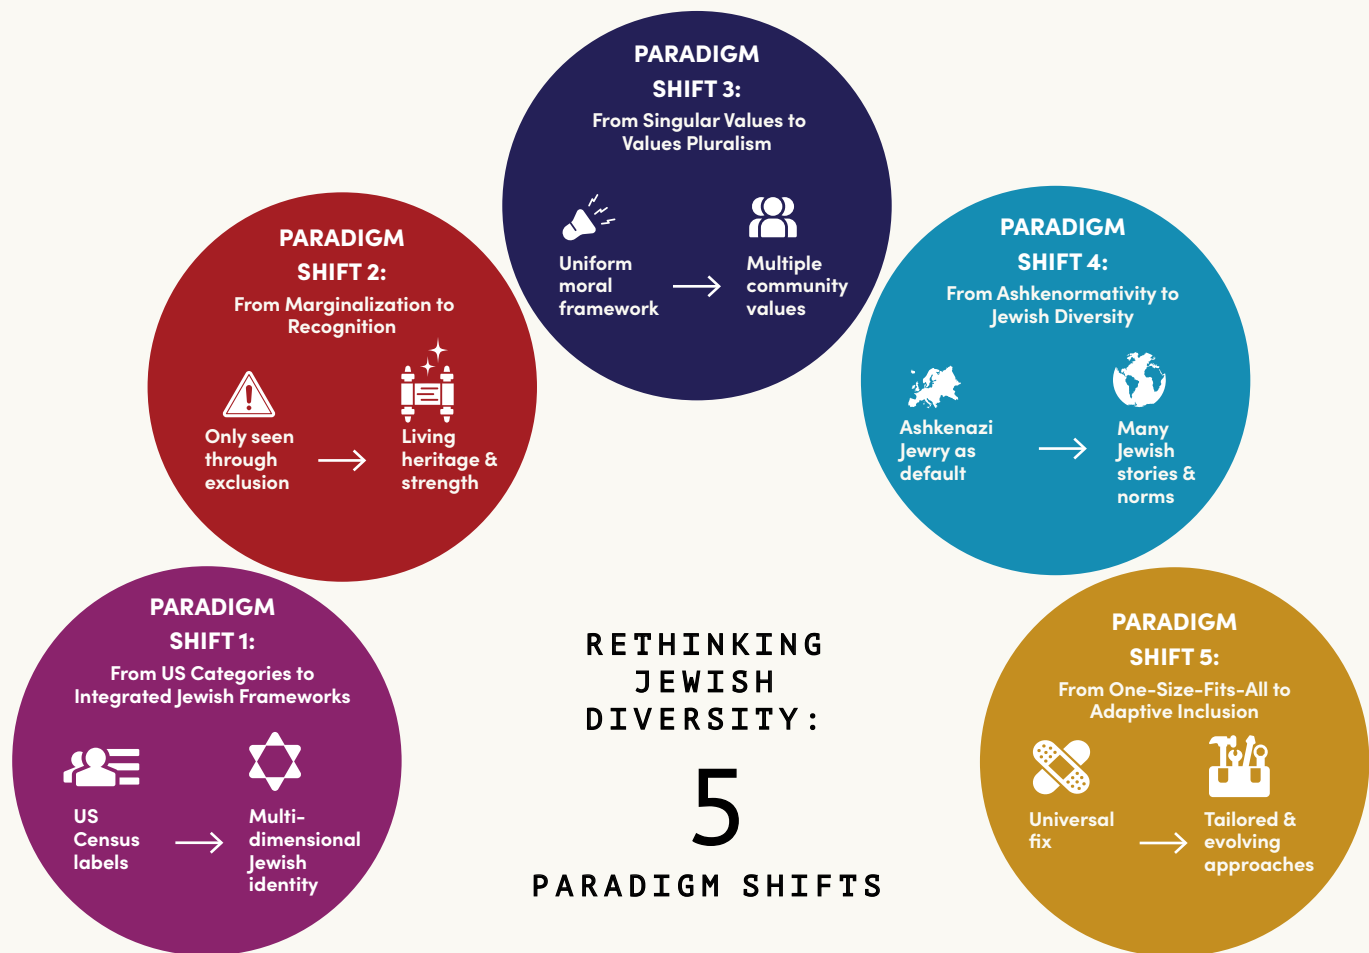 PARADIGM
SHIFT 1:
From US Categories to
Integrated Jewish Frameworks
US
Census
labels
Multi-
dimensional
Jewish
identity
PARADIGM
SHIFT 2:
From Marginalization to
Recognition
Only seen
through
exclusion
Living
heritage &
strength
PARADIGM
SHIFT 3:
From Singular Values to
Values Pluralism
Uniform
moral
framework
Multiple
community
values
PARADIGM
SHIFT 4:
From Ashkenormativity to
Jewish Diversity
Ashkenazi
Jewry as
default
Many
Jewish
stories &
norms
PARADIGM
SHIFT 5:
From One-Size-Fits-All to
Adaptive Inclusion
Universal
fix
Tailored &
evolving
approaches
RETHINKING
JEWISH
DIVERSITY:
5
PARADIGM SHIFTS